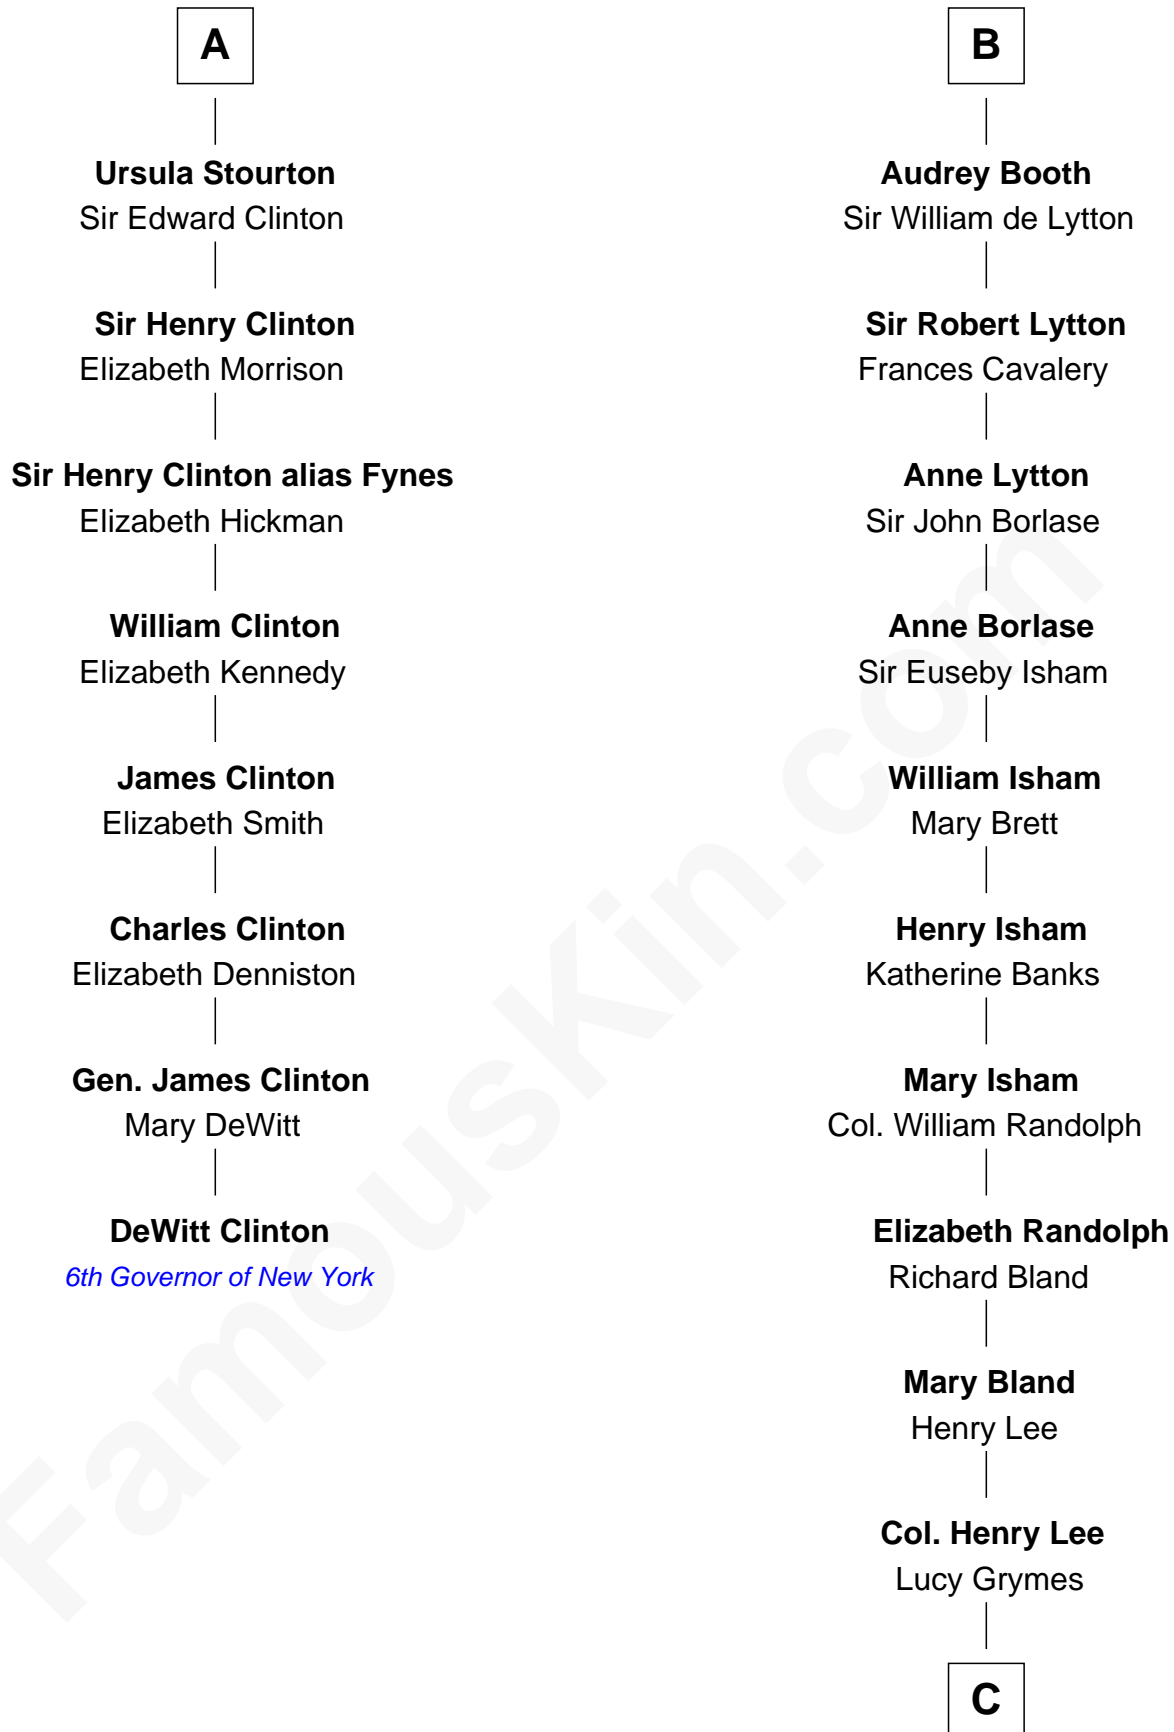 A
Ursula Stourton
Sir Edward Clinton
Sir Henry Clinton
Elizabeth Morrison
Sir Henry Clinton alias Fynes
Elizabeth Hickman
William Clinton
Elizabeth Kennedy
James Clinton
Elizabeth Smith
Charles Clinton
Elizabeth Denniston
Gen. James Clinton
Mary DeWitt
DeWitt Clinton
6th Governor of New York
B
Audrey Booth
Sir William de Lytton
Sir Robert Lytton
Frances Cavalery
Anne Lytton
Sir John Borlase
Anne Borlase
Sir Euseby Isham
William Isham
Mary Brett
Henry Isham
Katherine Banks
Mary Isham
Col. William Randolph
Elizabeth Randolph
Richard Bland
Mary Bland
Henry Lee
Col. Henry Lee
Lucy Grymes
C
FamousKin.com